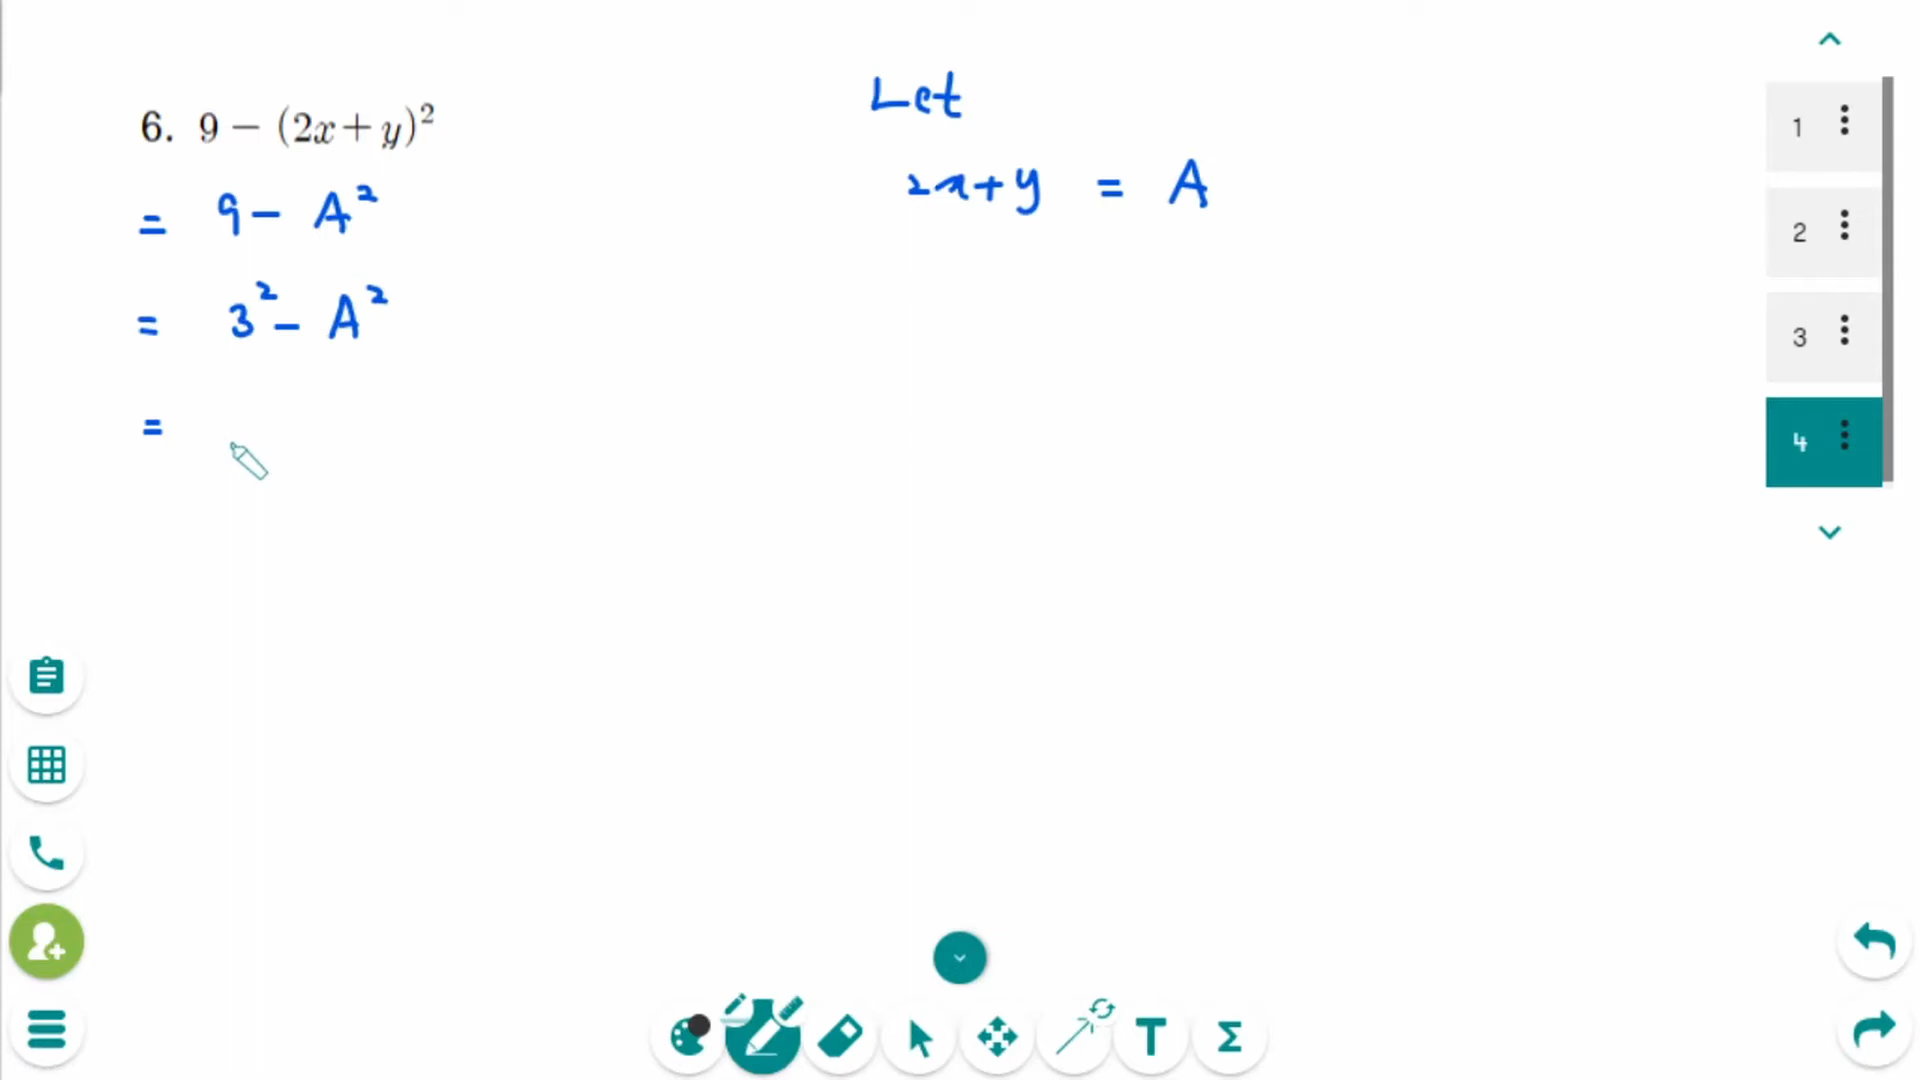 6. 9 − (2x+y)²
= 9 − A²
= 3² − A²
=
Let
2x+y = A
1
2
3
4
T
Σ